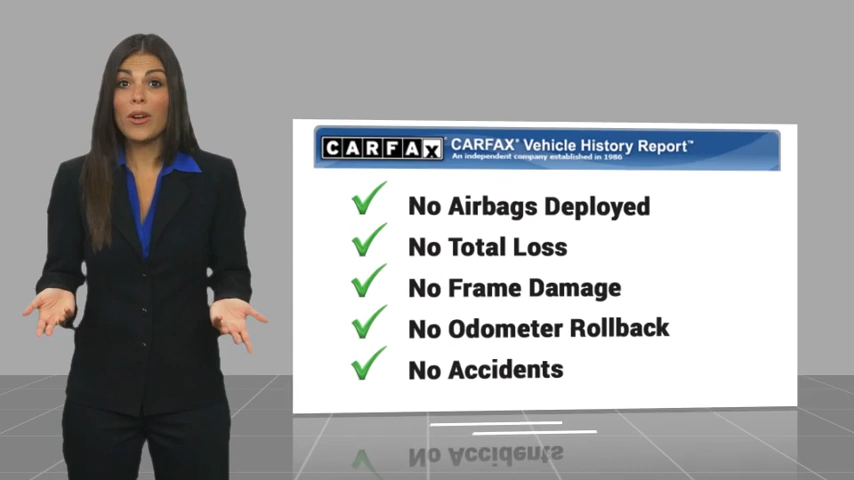 CARFAX
CARFAX® Vehicle History Report™
An independent company established in 1986
No Airbags Deployed
No Total Loss
No Frame Damage
No Odometer Rollback
No Accidents
No Accidents